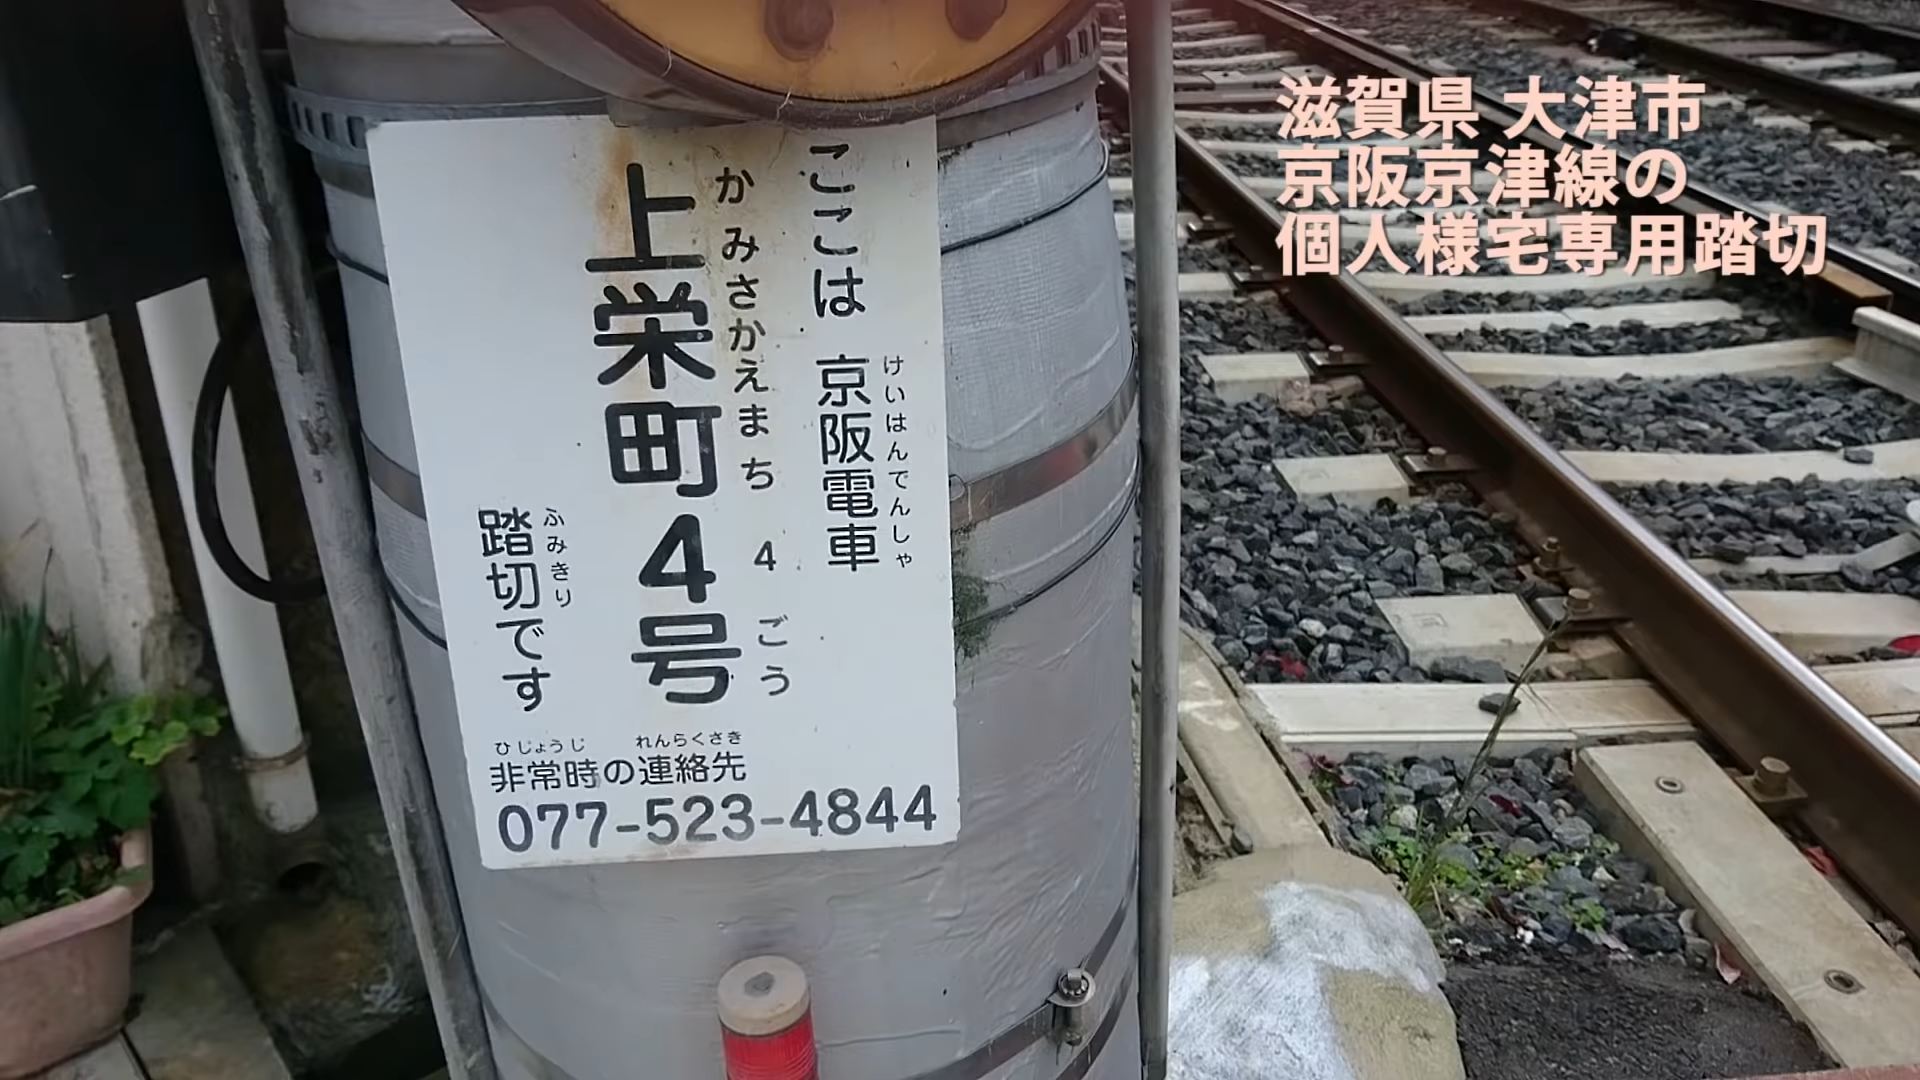 滋賀県 大津市
京阪京津線の
個人様宅専用踏切
ここは 京阪電車
けいはんでんしゃ
上栄町4号
かみさかえまち 4 ごう
踏切です
ふみきり
ひじょうじ れんらくさき
非常時の連絡先
077-523-4844